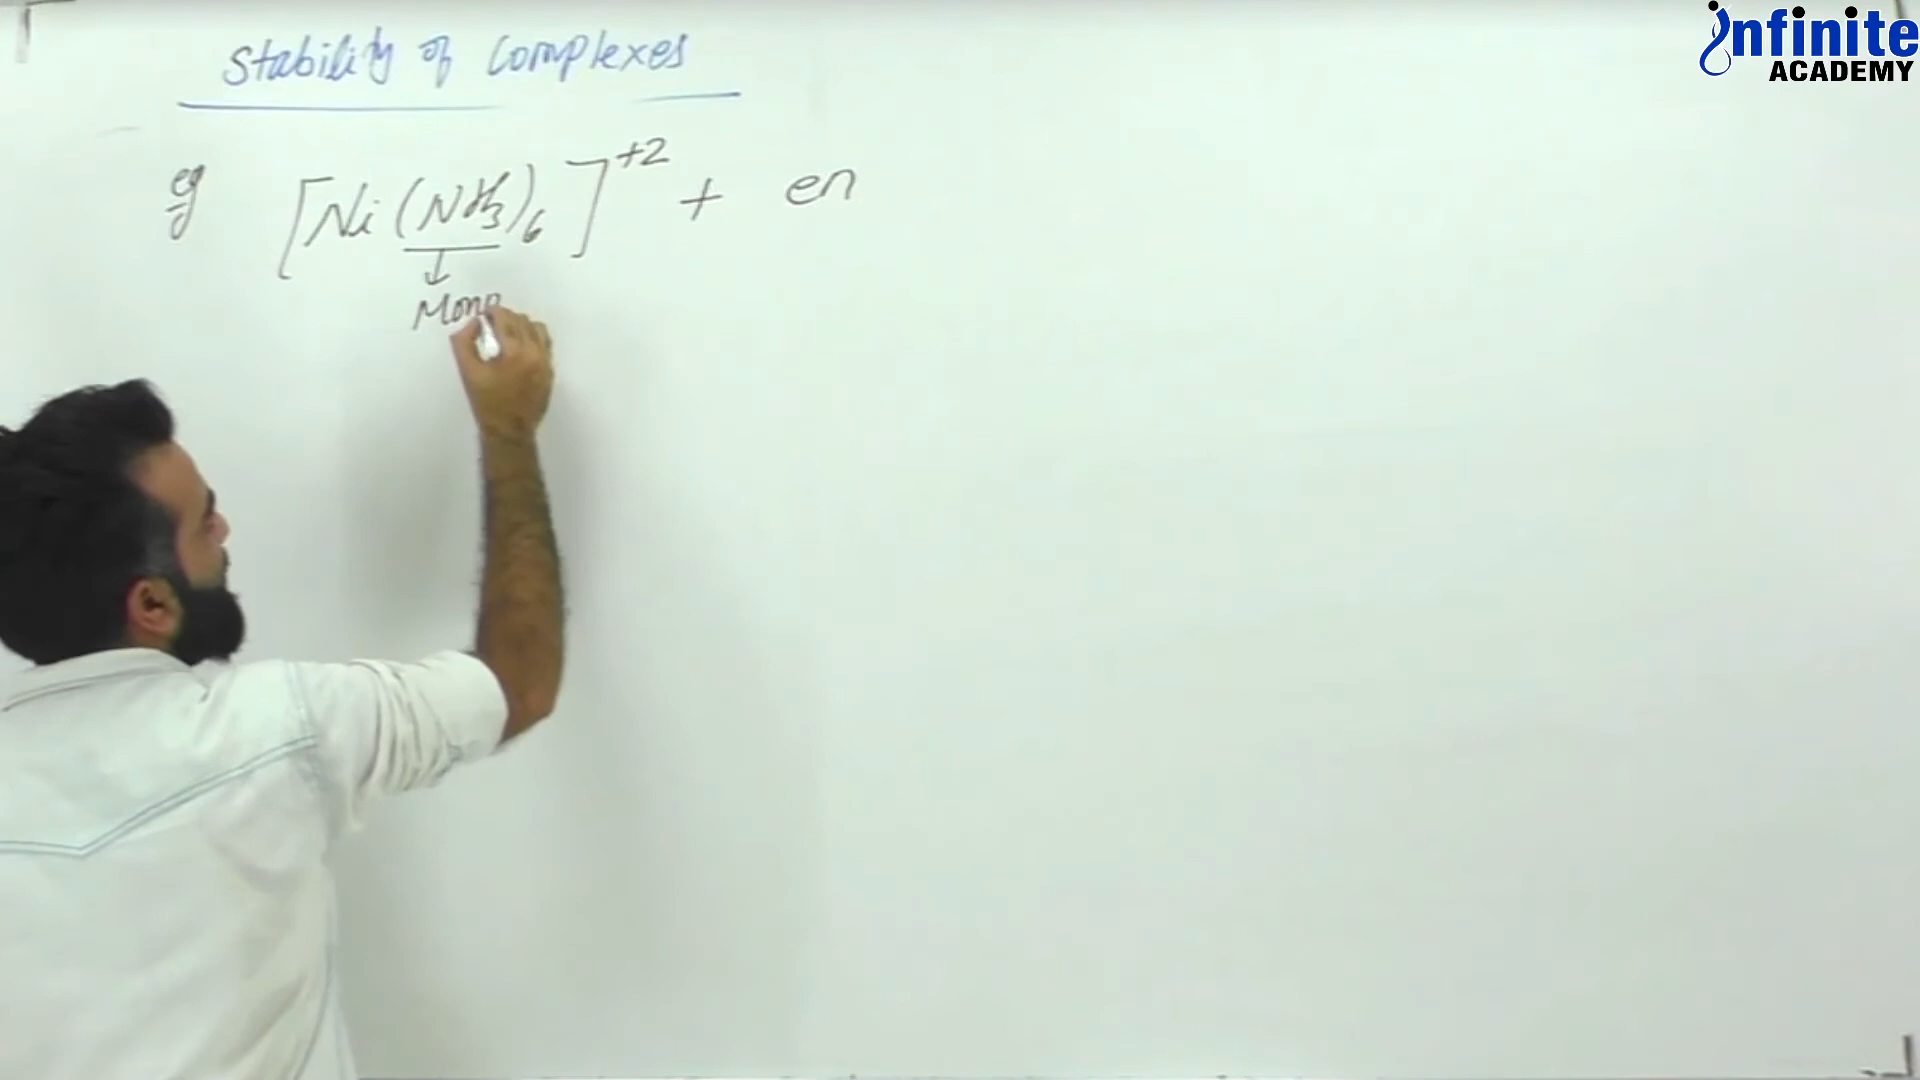 infinite
ACADEMY
Stability of Complexes
eg [Ni(NH3)6]+2 + en
↓
Mono